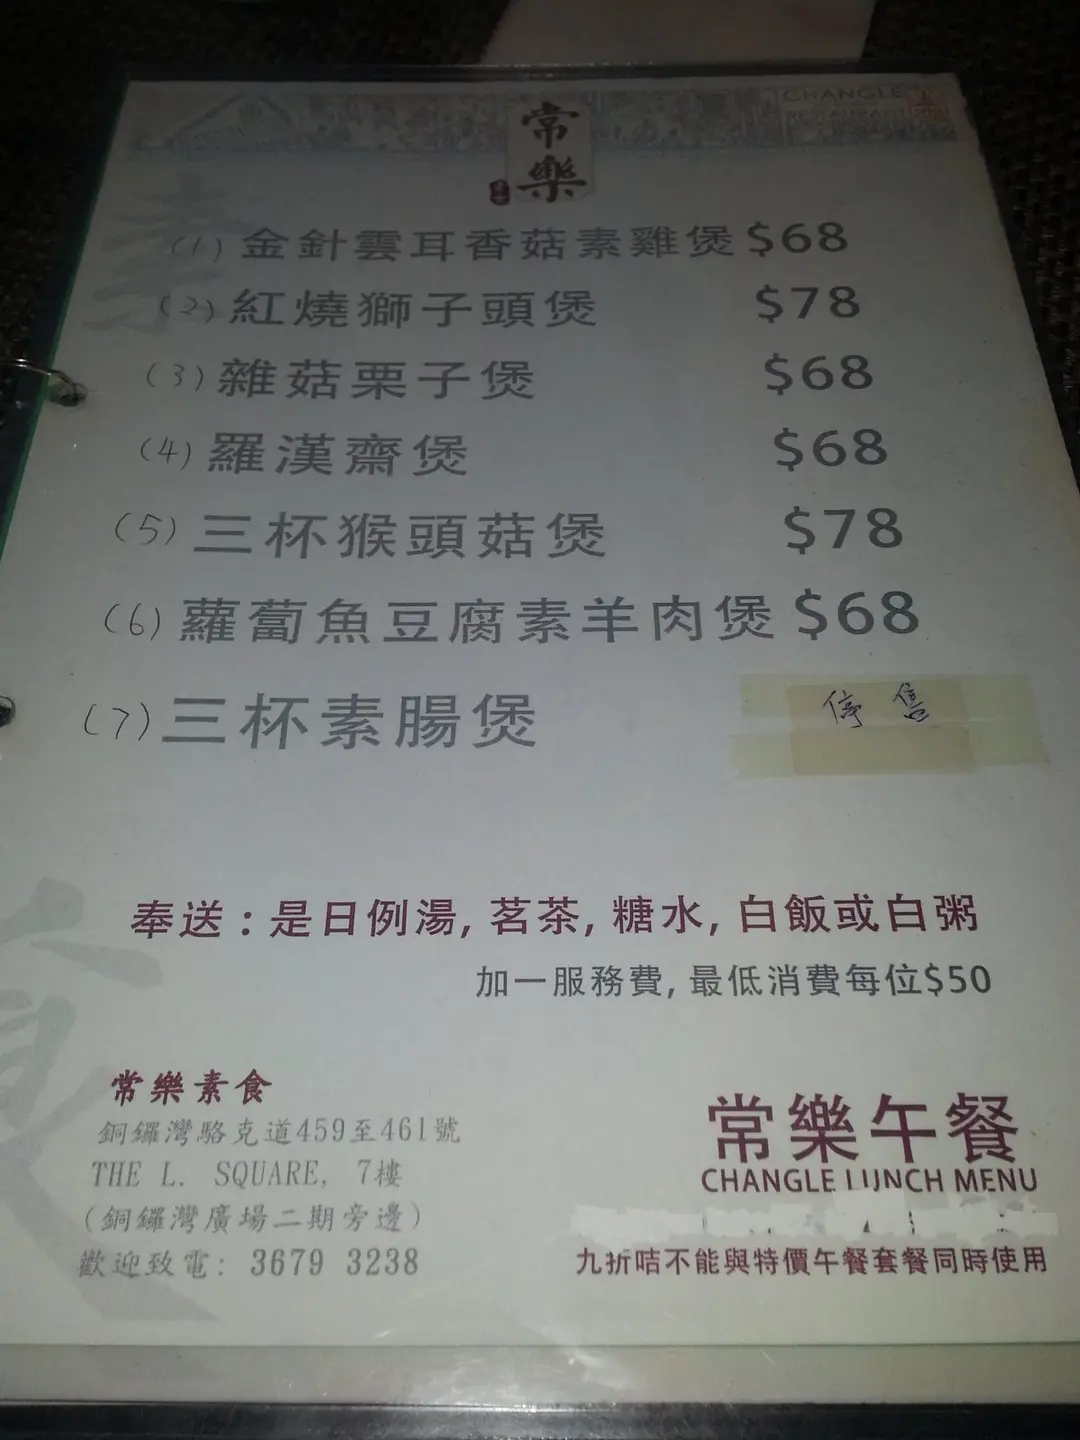 常樂
CHANGLE
(1) 金針雲耳香菇素雞煲 $68
(2) 紅燒獅子頭煲 $78
(3) 雜菇栗子煲 $68
(4) 羅漢齋煲 $68
(5) 三杯猴頭菇煲 $78
(6) 蘿蔔魚豆腐素羊肉煲 $68
(7) 三杯素腸煲 停售
奉送：是日例湯, 茗茶, 糖水, 白飯或白粥
加一服務費, 最低消費每位$50
常樂素食
銅鑼灣駱克道459至461號
THE L. SQUARE, 7樓
(銅鑼灣廣場二期旁邊)
歡迎致電: 3679 3238
常樂午餐
CHANGLE LUNCH MENU
九折咭不能與特價午餐套餐同時使用